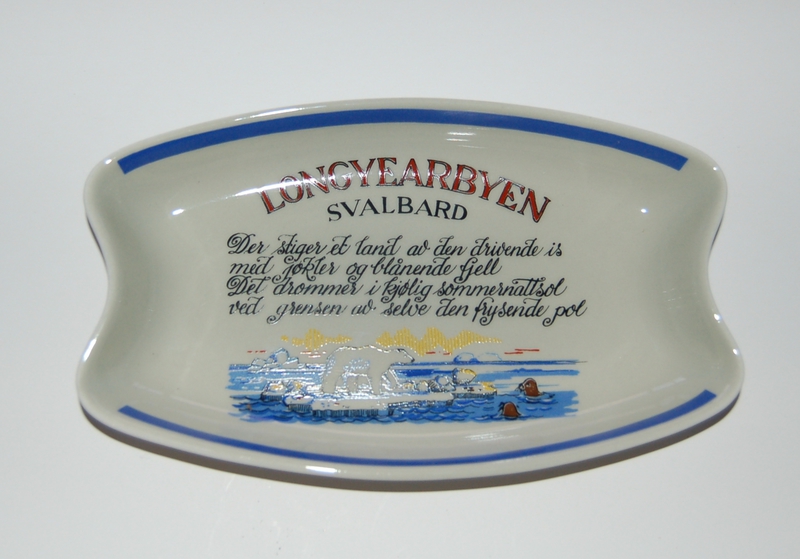 LONGYEARBYEN
SVALBARD
Der stiger et land av den drivende is
med jøkler og blånende fjell
Det drømmer i kjølig sommernattsol
ved grensen av selve den frysende pol